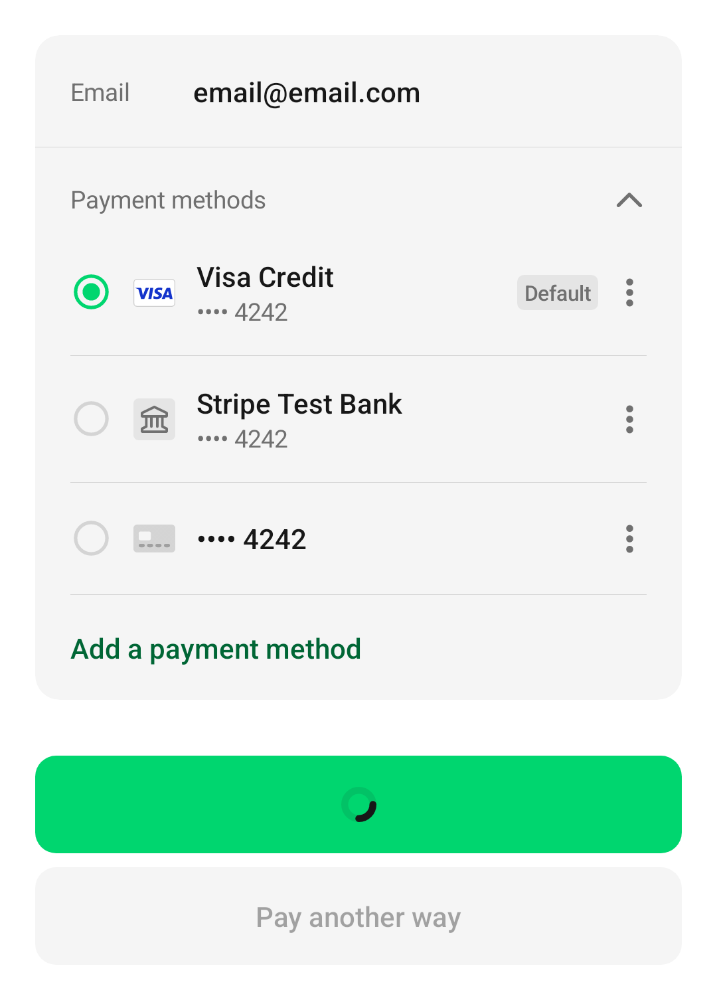 Email email@email.com
Payment methods
VISA Visa Credit Default
•••• 4242
Stripe Test Bank
•••• 4242
•••• 4242
Add a payment method
Pay another way